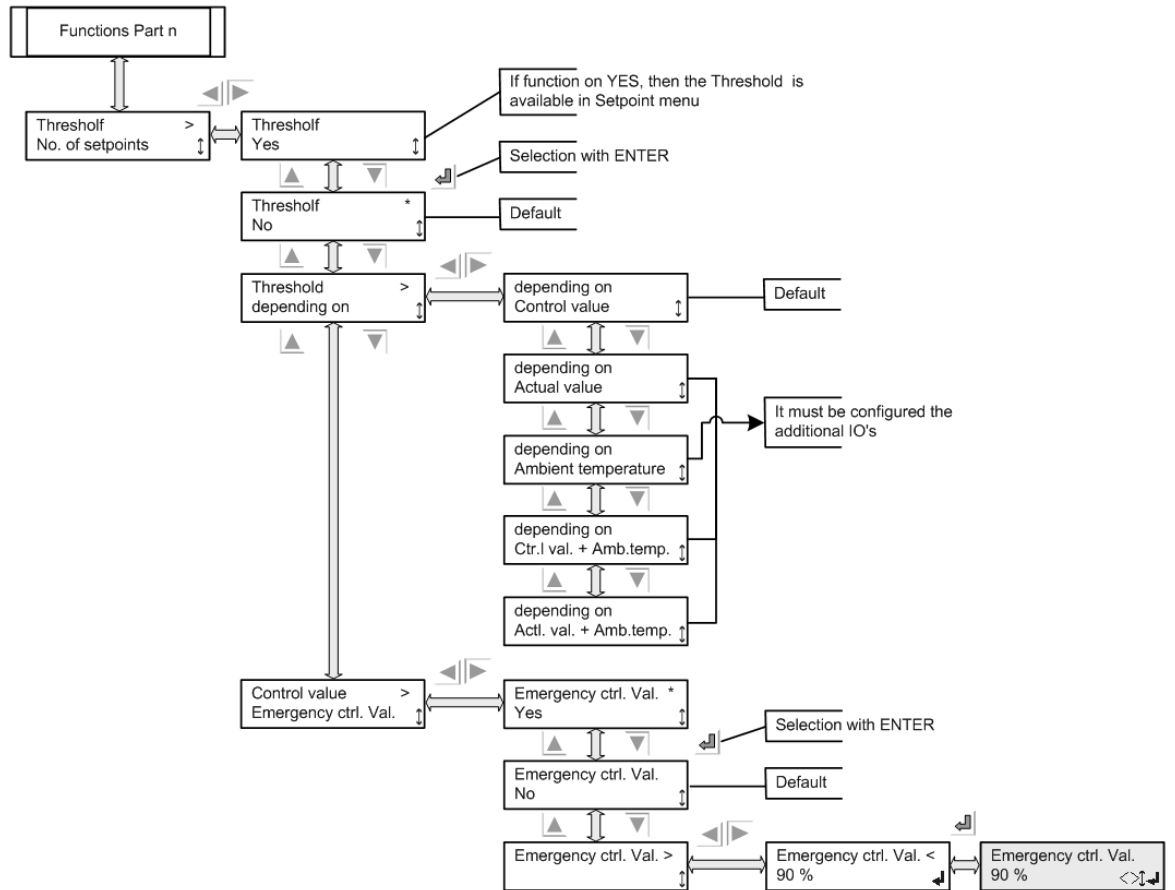 Functions Part n
If function on YES, then the Threshold is
available in Setpoint menu
Thresholf >
No. of setpoints
Thresholf
Yes
Selection with ENTER
Thresholf *
No
Default
Threshold >
depending on
depending on
Control value
Default
depending on
Actual value
It must be configured the
additional IO's
depending on
Ambient temperature
depending on
Ctr.l val. + Amb.temp.
depending on
Actl. val. + Amb.temp.
Control value >
Emergency ctrl. Val.
Emergency ctrl. Val. *
Yes
Selection with ENTER
Emergency ctrl. Val.
No
Default
Emergency ctrl. Val. >
Emergency ctrl. Val. <
90 %
Emergency ctrl. Val.
90 % <>